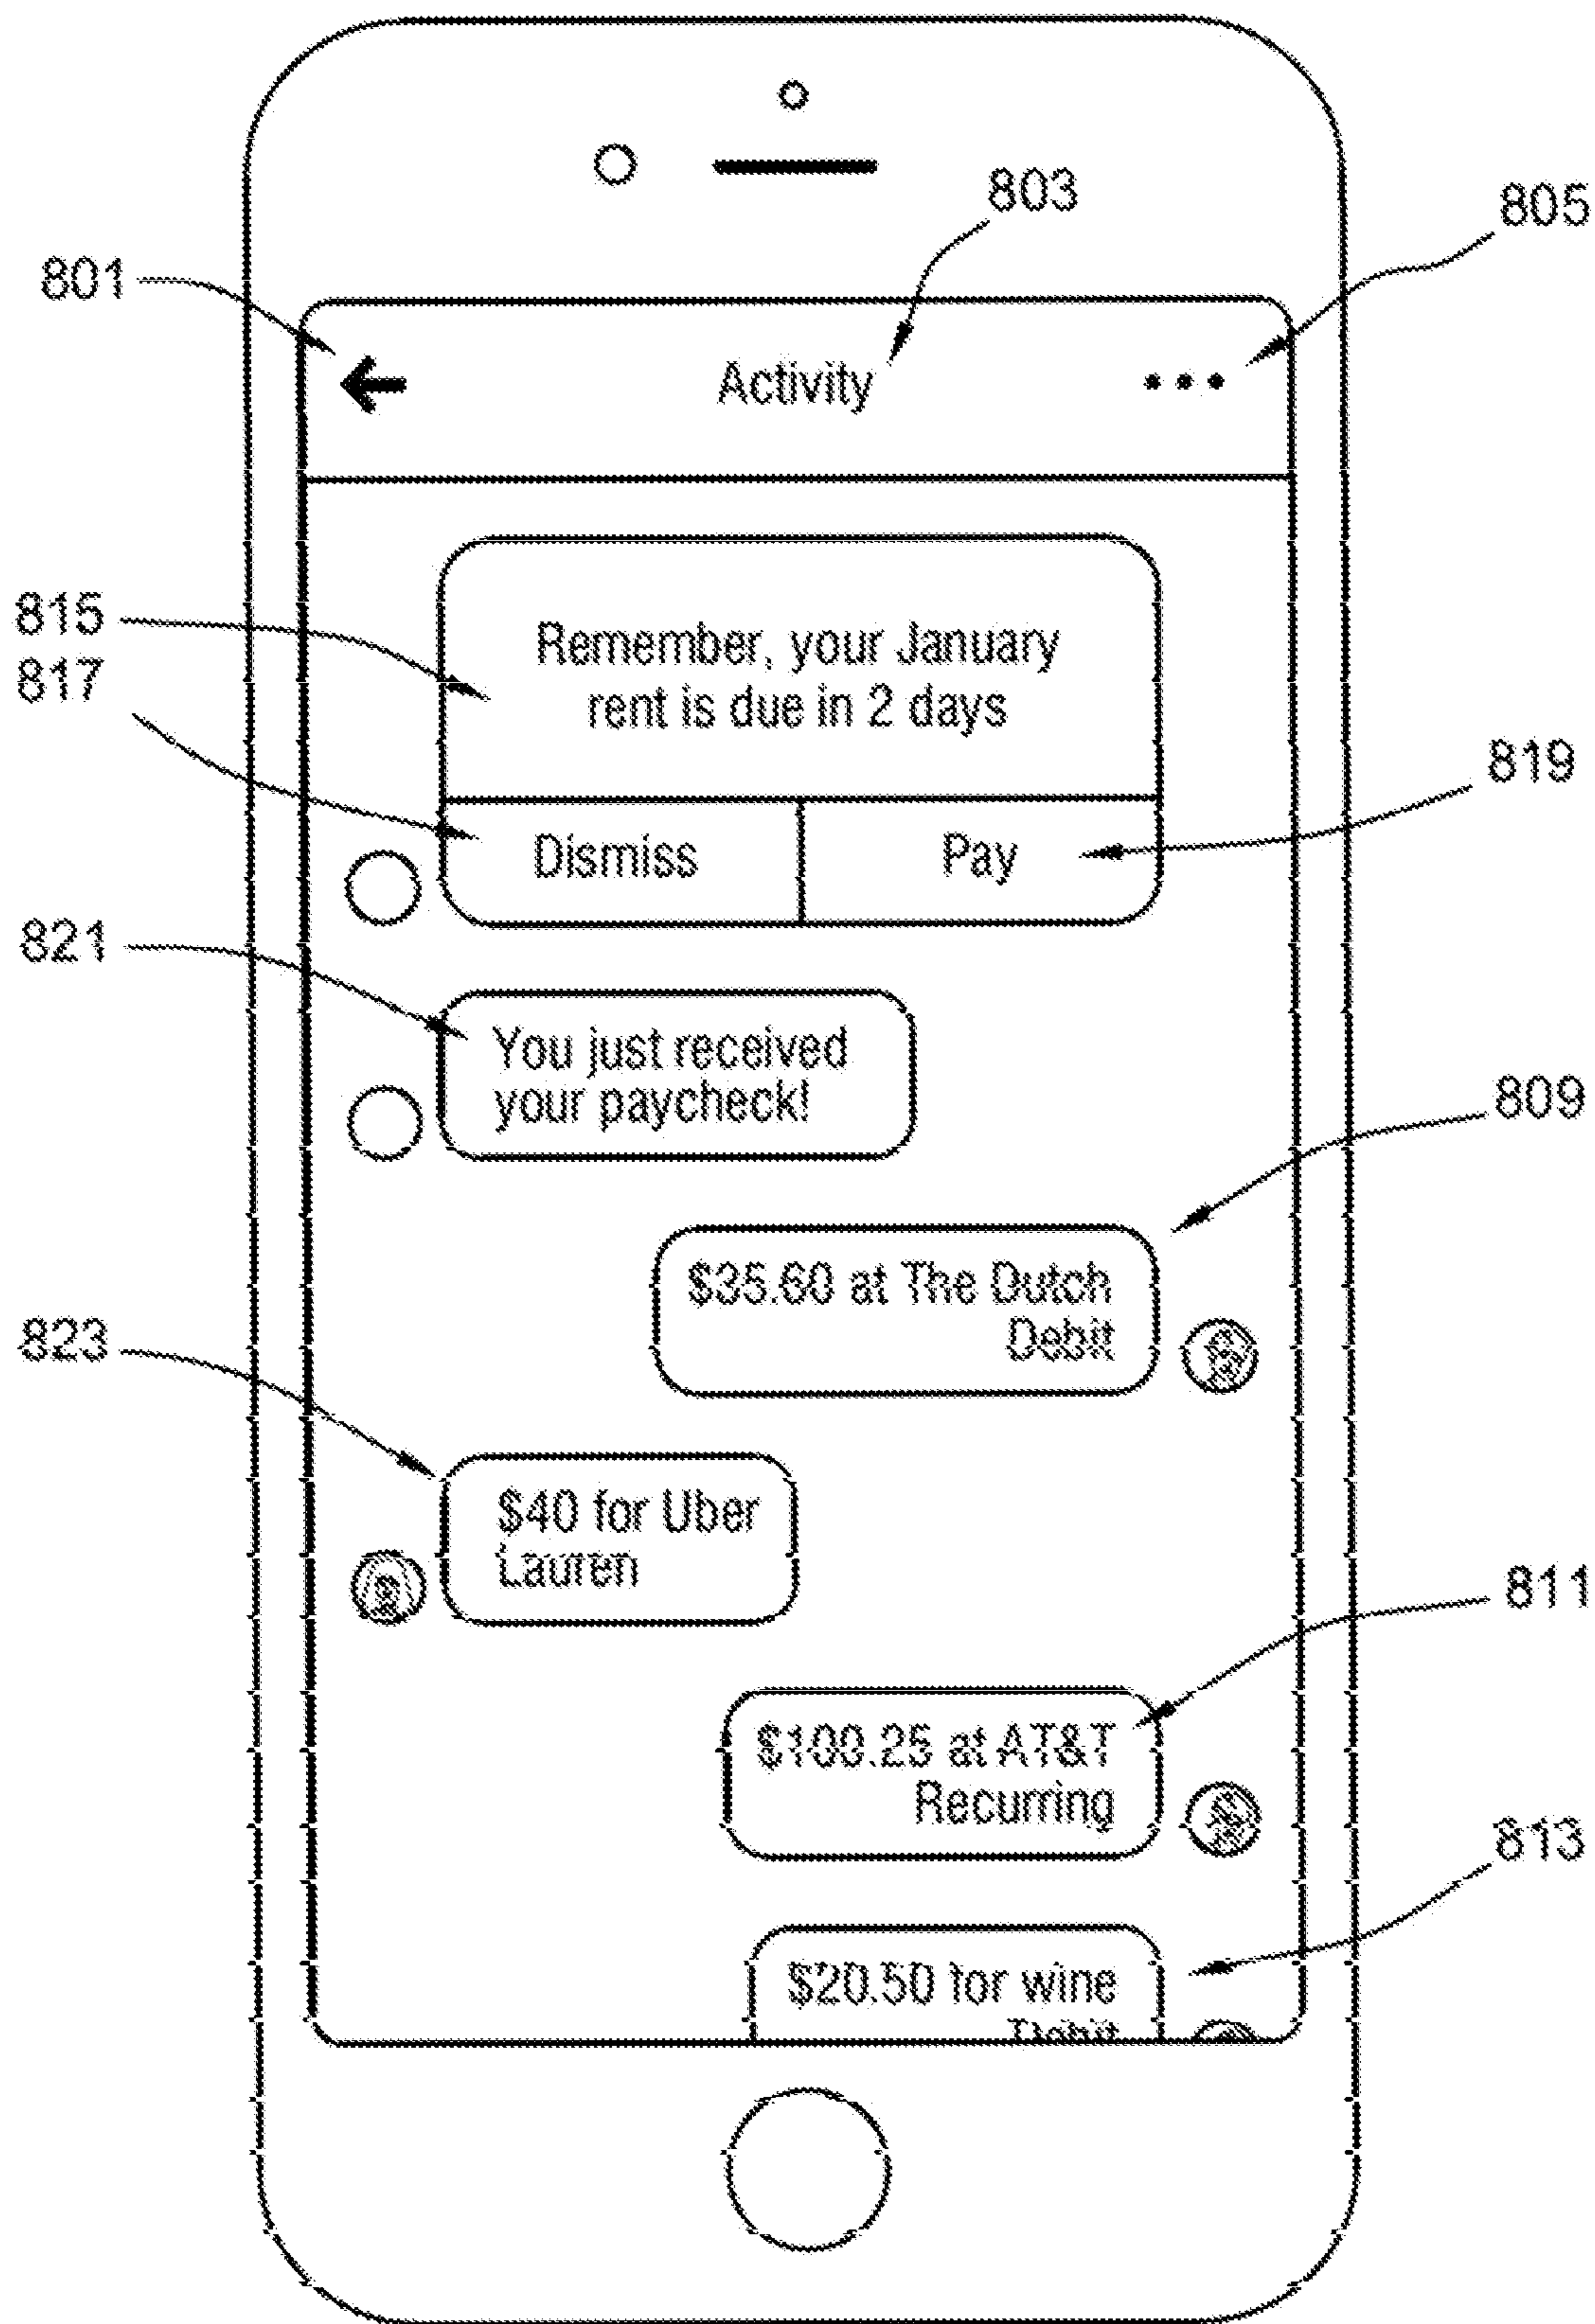 803
805
801
Activity
815
Remember, your January
rent is due in 2 days
817
819
Dismiss
Pay
821
You just received
your paycheck!
809
$35.60 at The Dutch
Debit
823
$40 for Uber
Lauren
811
$100.25 at AT&T
Recurring
813
$20.50 for wine
Debit